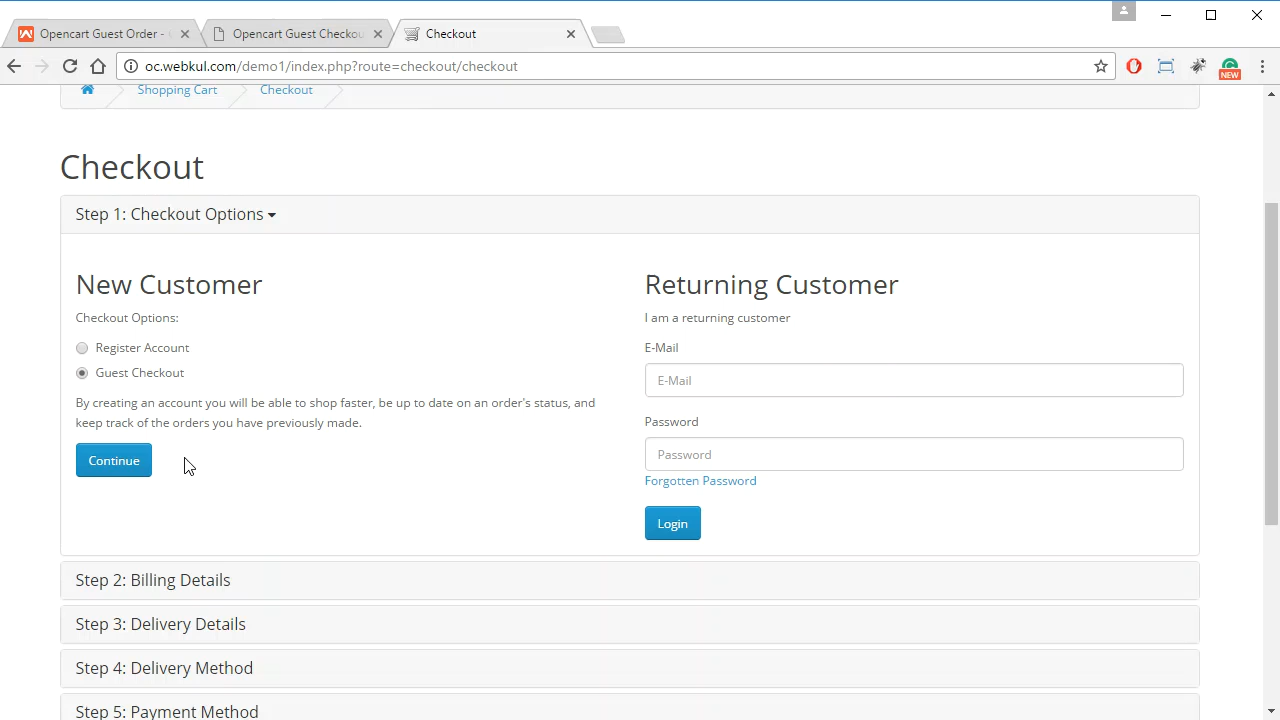 Opencart Guest Order -
Opencart Guest Checkou
Checkout
oc.webkul.com/demo1/index.php?route=checkout/checkout
NEW
Shopping Cart
Checkout
Checkout
Step 1: Checkout Options
New Customer
Checkout Options:
Register Account
Guest Checkout
By creating an account you will be able to shop faster, be up to date on an order's status, and
keep track of the orders you have previously made.
Continue
Returning Customer
I am a returning customer
E-Mail
E-Mail
Password
Password
Forgotten Password
Login
Step 2: Billing Details
Step 3: Delivery Details
Step 4: Delivery Method
Step 5: Payment Method